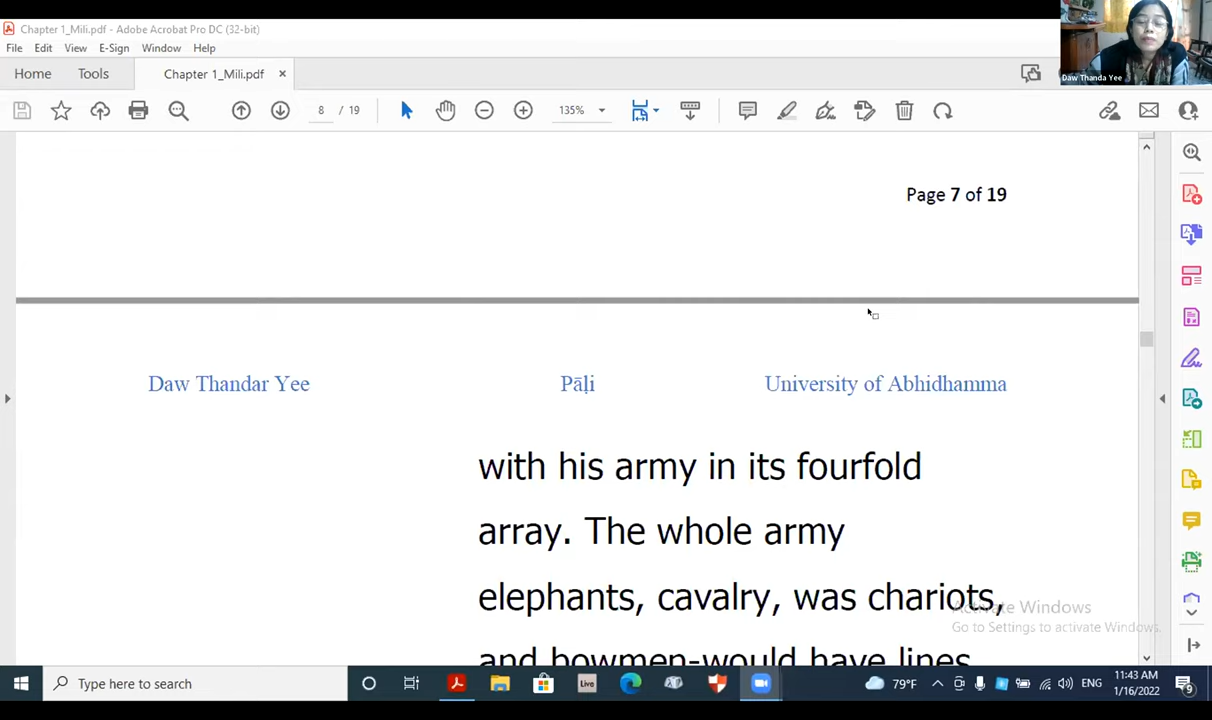 Chapter 1_Mili.pdf - Adobe Acrobat Pro DC (32-bit)
File Edit View E-Sign Window Help
Home Tools Chapter 1_Mili.pdf ×
8 / 19 135%
Daw Thanda Yee
Page 7 of 19
Daw Thandar Yee Pāḷi University of Abhidhamma
with his army in its fourfold
array. The whole army
elephants, cavalry, was chariots,
and bowmen-would have lines
Activate Windows
Go to Settings to activate Windows.
Type here to search Live 79°F ENG 11:43 AM
1/16/2022 9